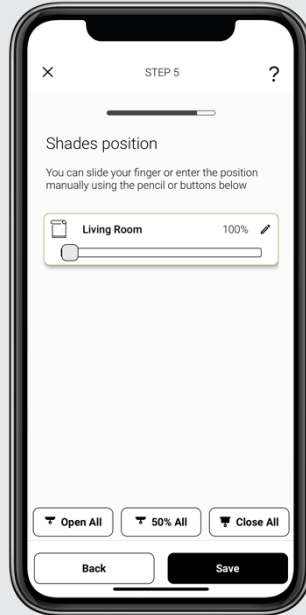 STEP 5
?
Shades position
You can slide your finger or enter the position
manually using the pencil or buttons below
Living Room 100%
Open All 50% All Close All
Back Save